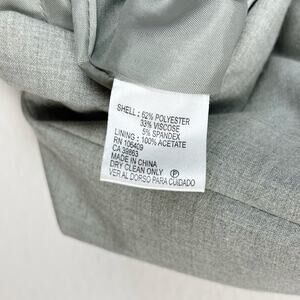 SHELL : 62% POLYESTER
33% VISCOSE
5% SPANDEX
LINING : 100% ACETATE
RN 106409
CA 39863
MADE IN CHINA
DRY CLEAN ONLY Ⓟ
VER AL DORSO PARA CUIDADO